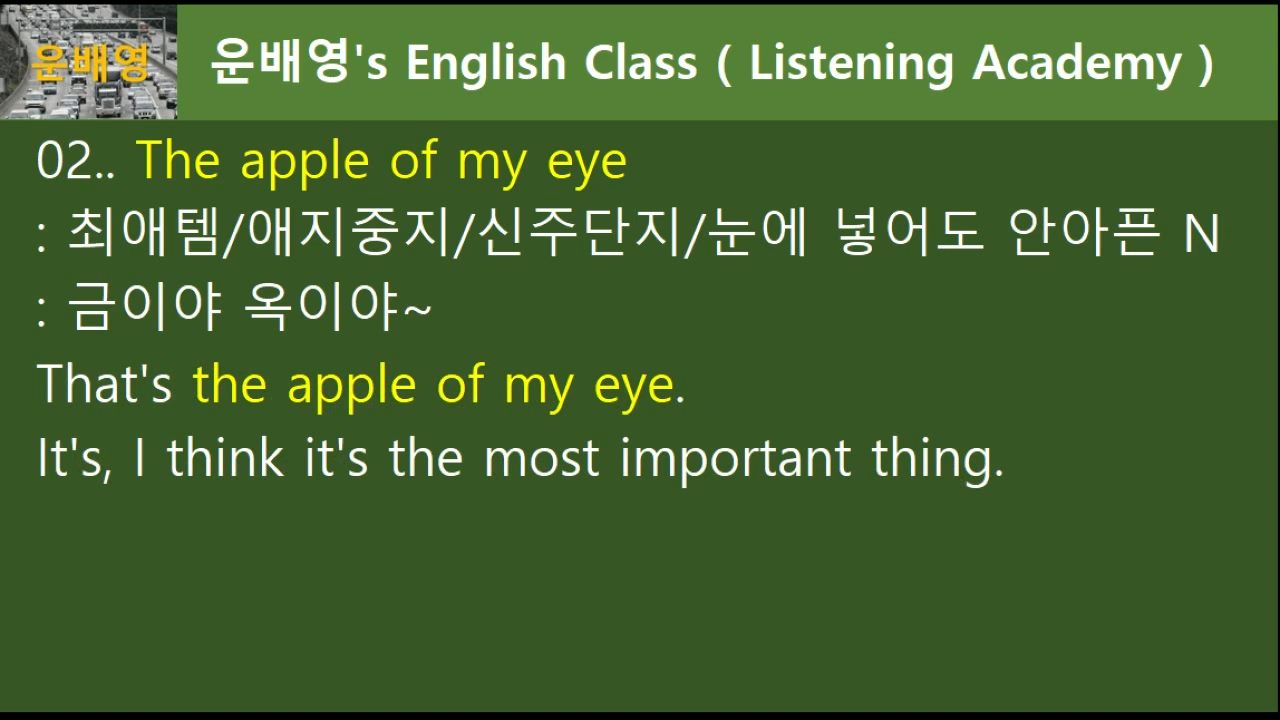 운배영
운배영's English Class ( Listening Academy )
02.. The apple of my eye
: 최애템/애지중지/신주단지/눈에 넣어도 안아픈 N
: 금이야 옥이야~
That's the apple of my eye.
It's, I think it's the most important thing.